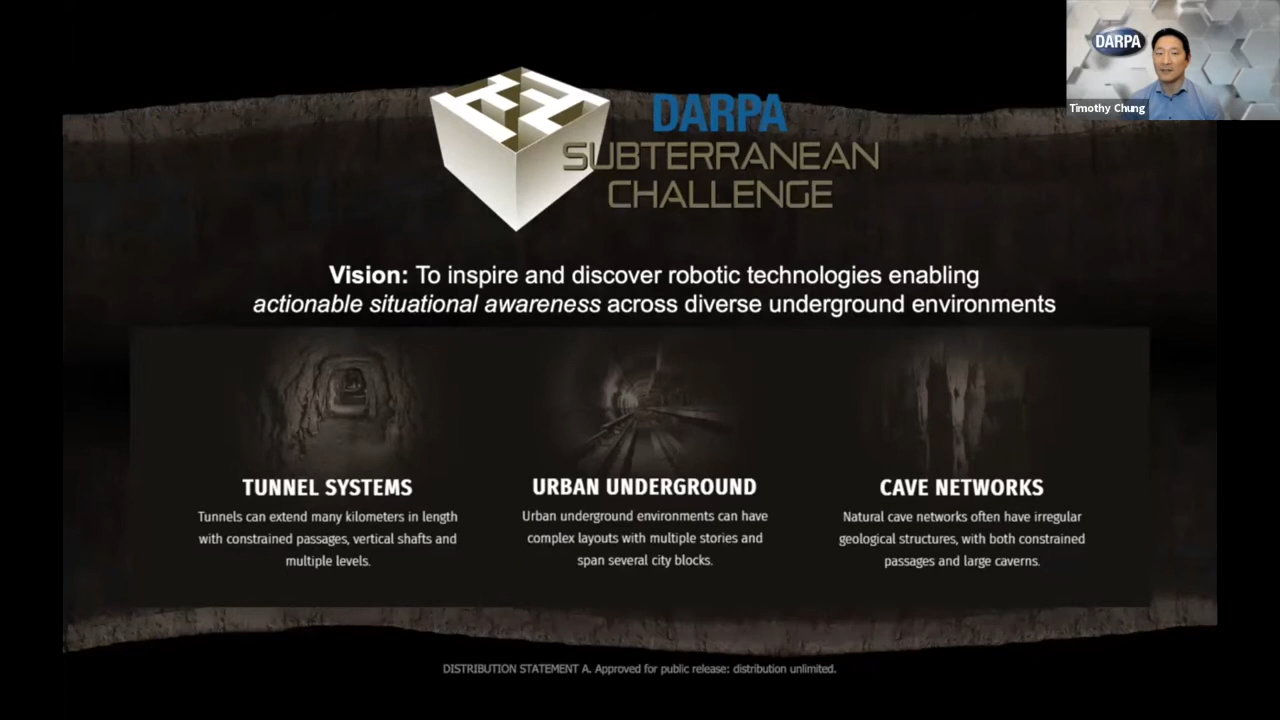 DARPA
Timothy Chung
DARPA
SUBTERRANEAN
CHALLENGE
Vision: To inspire and discover robotic technologies enabling
actionable situational awareness across diverse underground environments
TUNNEL SYSTEMS
Tunnels can extend many kilometers in length
with constrained passages, vertical shafts and
multiple levels.
URBAN UNDERGROUND
Urban underground environments can have
complex layouts with multiple stories and
span several city blocks.
CAVE NETWORKS
Natural cave networks often have irregular
geological structures, with both constrained
passages and large caverns.
DISTRIBUTION STATEMENT A. Approved for public release: distribution unlimited.